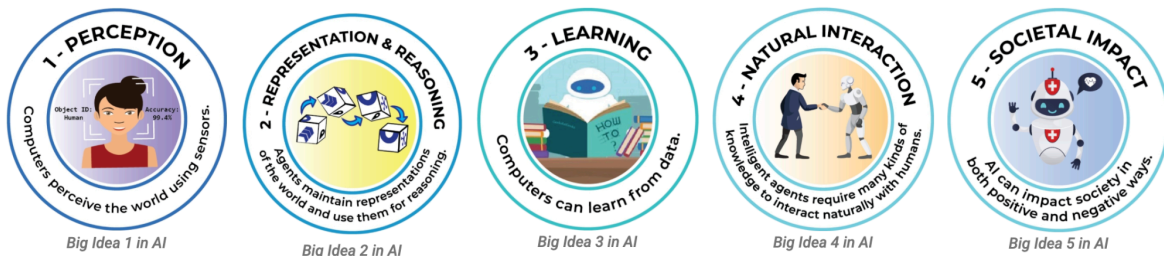 1 - PERCEPTION
Object ID:
Human
Accuracy:
99.4%
Computers perceive the world using sensors.
Big Idea 1 in AI
2 - REPRESENTATION & REASONING
Agents maintain representations
of the world and use them for reasoning.
Big Idea 2 in AI
3 - LEARNING
HOW
TO
Computers can learn from data.
Big Idea 3 in AI
4 - NATURAL INTERACTION
Intelligent agents require many kinds of
knowledge to interact naturally with humans.
Big Idea 4 in AI
5 - SOCIETAL IMPACT
AI can impact society in
both positive and negative ways.
Big Idea 5 in AI